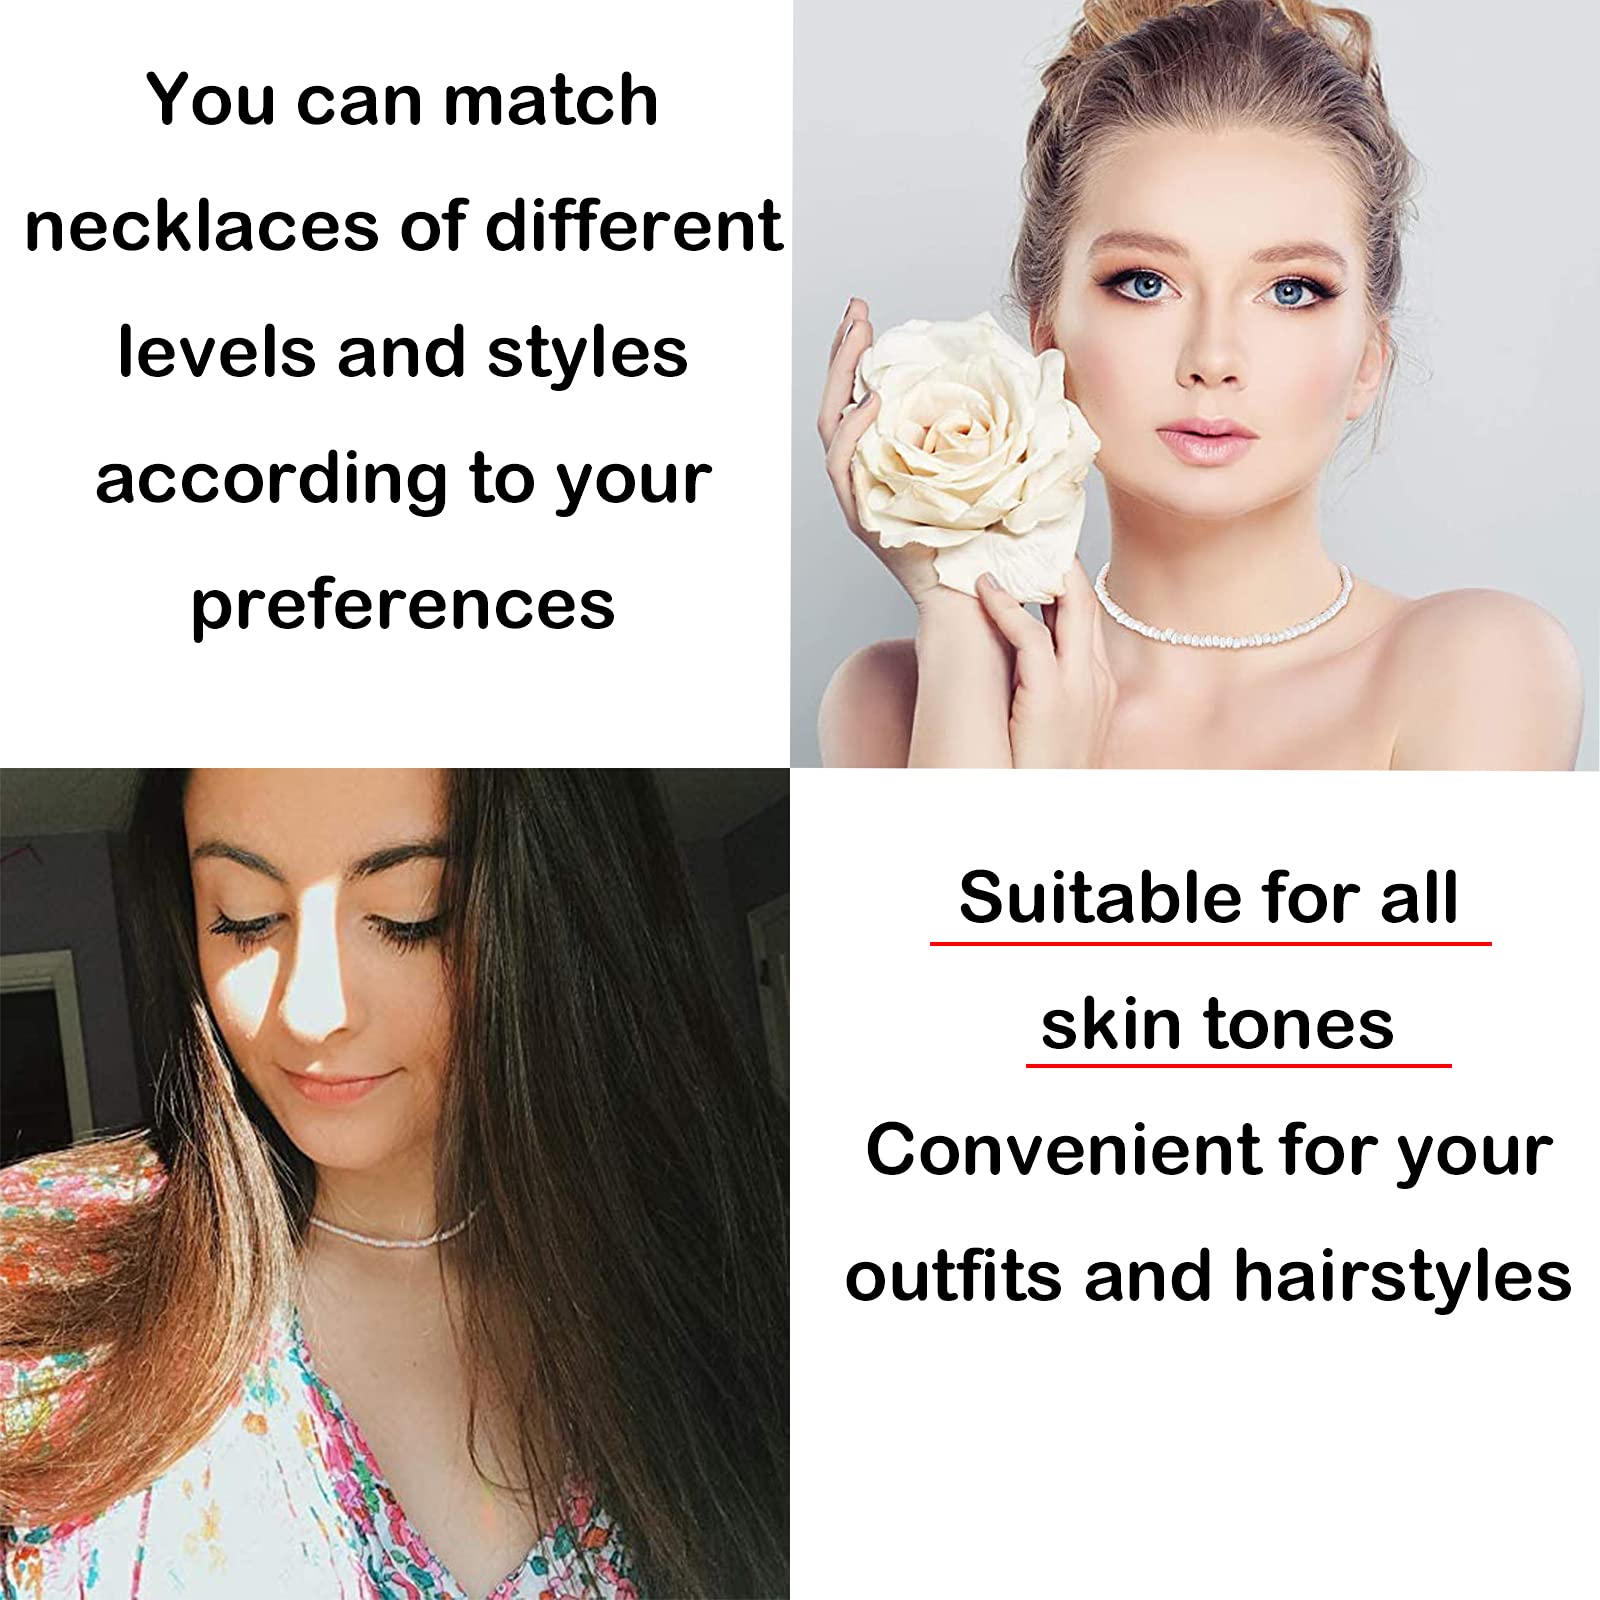 You can match
necklaces of different
levels and styles
according to your
preferences
Suitable for all
skin tones
Convenient for your
outfits and hairstyles